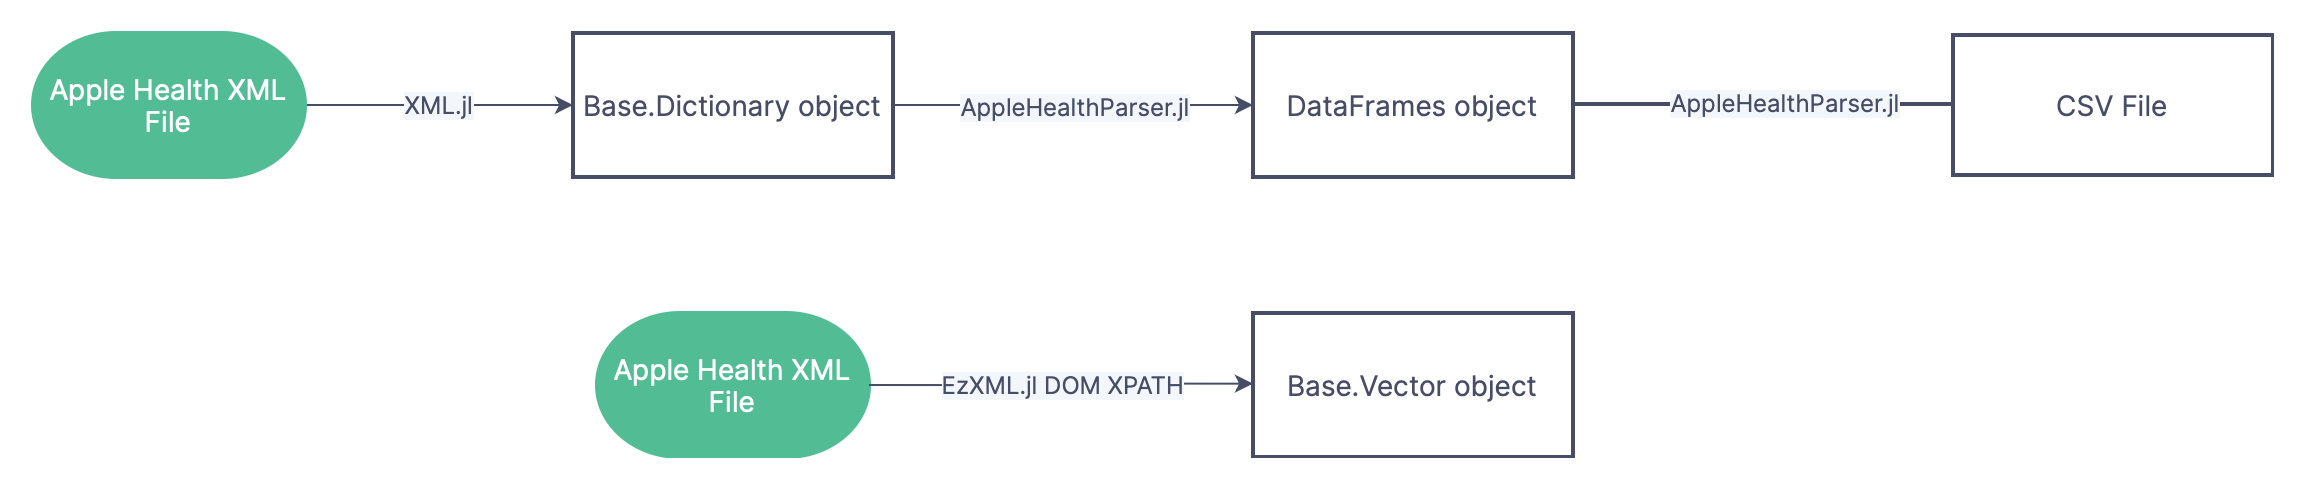 Apple Health XML
File
XML.jl
Base.Dictionary object
AppleHealthParser.jl
DataFrames object
AppleHealthParser.jl
CSV File
Apple Health XML
File
EzXML.jl DOM XPATH
Base.Vector object